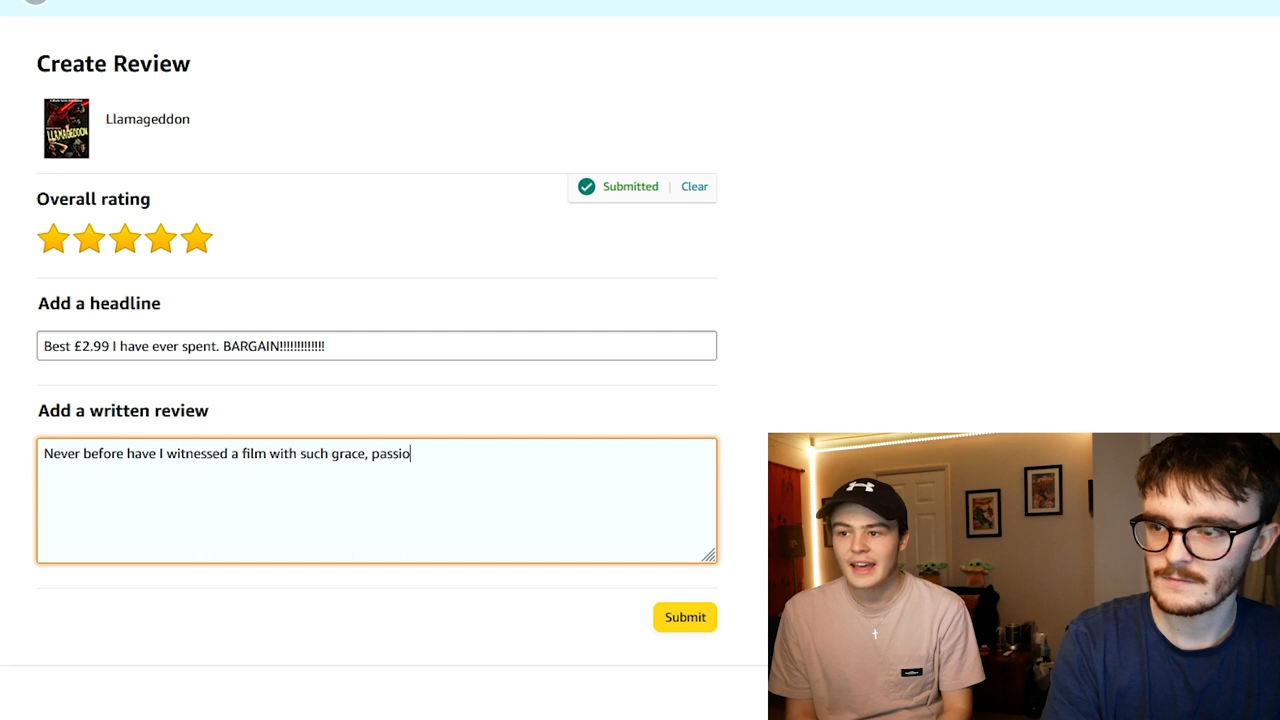 Create Review
LLAMAGEDDON
Llamageddon
Submitted | Clear
Overall rating
Add a headline
Best £2.99 I have ever spent. BARGAIN!!!!!!!!!!!!!
Add a written review
Never before have I witnessed a film with such grace, passio
Submit